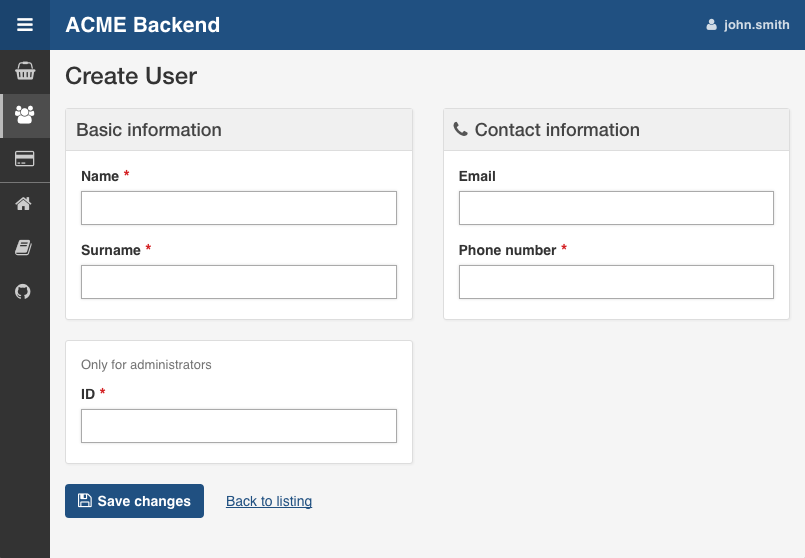 ACME Backend
john.smith
Create User
Basic information
Name *
Surname *
Contact information
Email
Phone number *
Only for administrators
ID *
Save changes
Back to listing